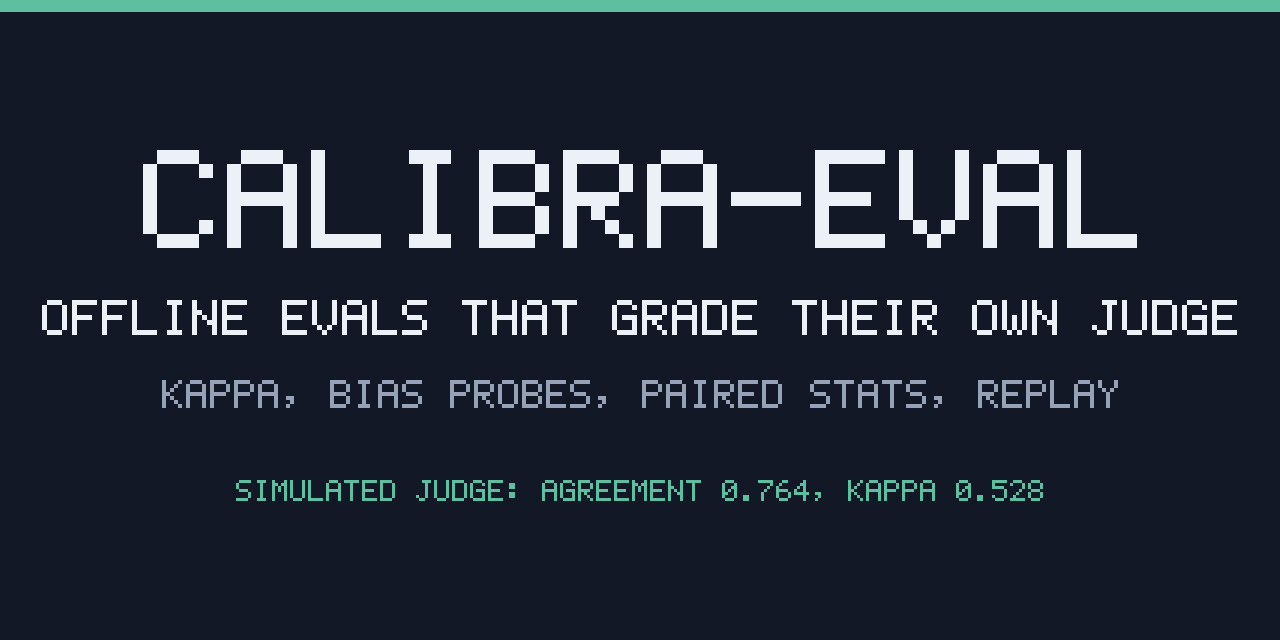 CALIBRA-EVAL
OFFLINE EVALS THAT GRADE THEIR OWN JUDGE
KAPPA, BIAS PROBES, PAIRED STATS, REPLAY
SIMULATED JUDGE: AGREEMENT 0.764, KAPPA 0.528